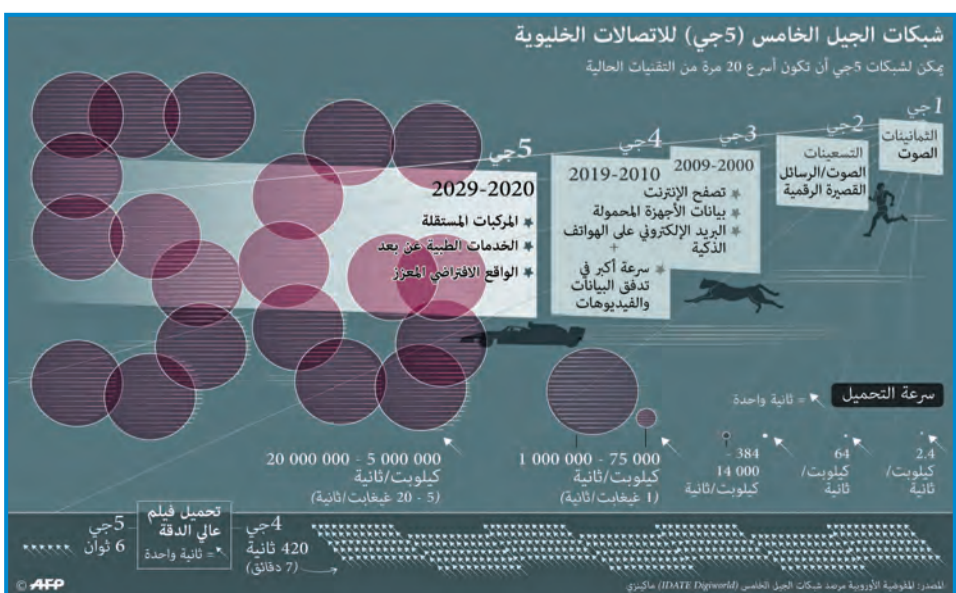 شبكات الجيل الخامس (5جي) للاتصالات الخليوية
يمكن لشبكات 5جي أن تكون أسرع 20 مرة من التقنيات الحالية
1جي
الثمانينات
الصوت
2جي
التسعينات
الصوت/الرسائل
القصيرة الرقمية
3جي
2009-2000
تصفح الإنترنت
بيانات الأجهزة المحمولة
البريد الإلكتروني على الهواتف
الذكية
4جي
2019-2010
+
سرعة أكبر في
تدفق البيانات
والفيديوهات
5جي
2029-2020
المركبات المستقلة
الخدمات الطبية عن بعد
الواقع الافتراضي المعزز
سرعة التحميل
= ثانية واحدة
2.4
كيلوبت/
ثانية
64
كيلوبت/
ثانية
384 -
14 000
كيلوبت/ثانية
75 000 - 1 000 000
كيلوبت/ثانية
(1 غيغابت/ثانية)
5 000 000 - 20 000 000
كيلوبت/ثانية
(5 - 20 غيغابت/ثانية)
تحميل فيلم
عالي الدقة
= ثانية واحدة
4جي
420 ثانية
(7 دقائق)
5جي
6 ثوان
المصدر: المفوضية الأوروبية مرصد شبكات الجيل الخامس (IDATE Digiworld) ماكينزي
© AFP